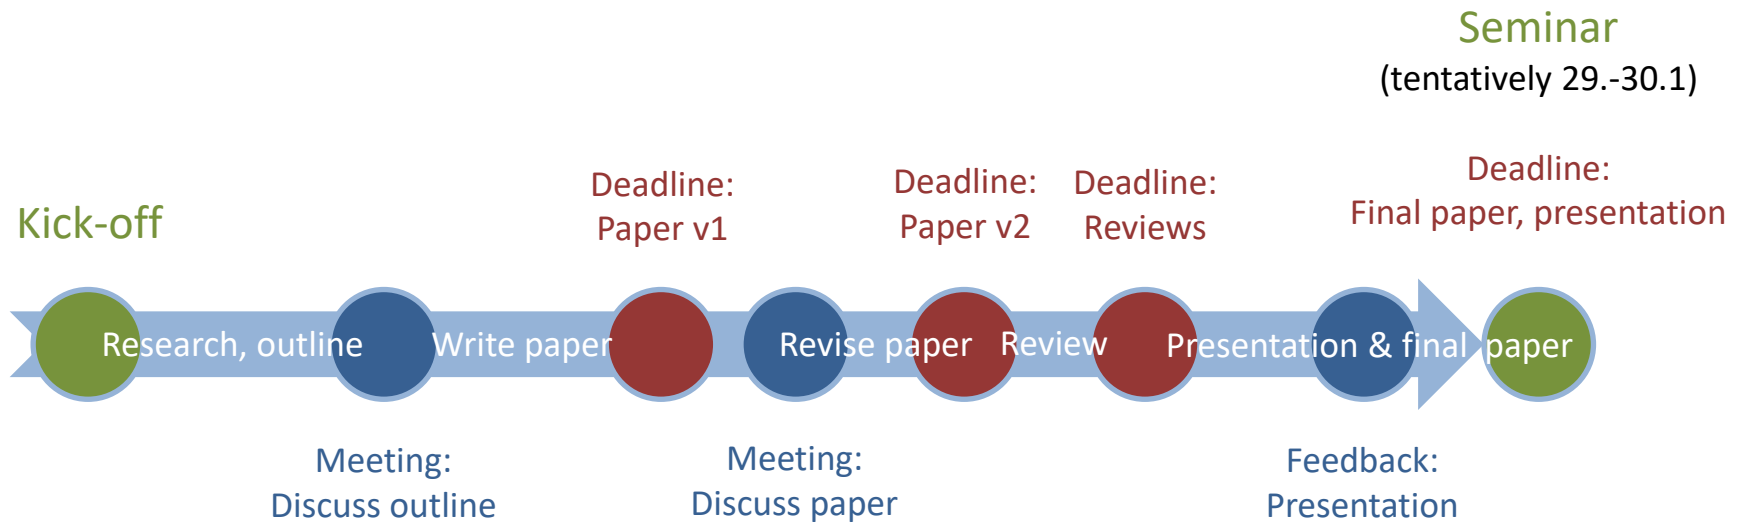 Seminar
(tentatively 29.-30.1)
Kick-off
Deadline:
Paper v1
Deadline:
Paper v2
Deadline:
Reviews
Deadline:
Final paper, presentation
Research, outline
Write paper
Revise paper
Review
Presentation & final paper
Meeting:
Discuss outline
Meeting:
Discuss paper
Feedback:
Presentation